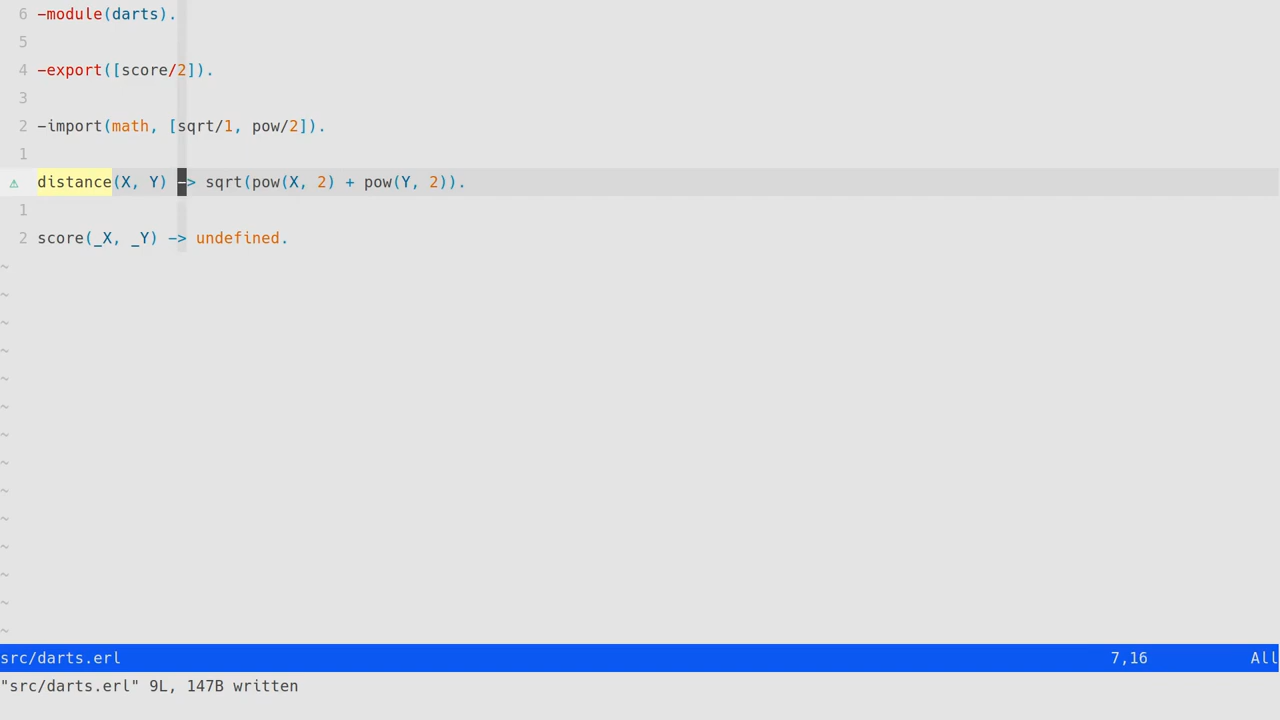 6 -module(darts).
5
4 -export([score/2]).
3
2 -import(math, [sqrt/1, pow/2]).
1
⚠ distance(X, Y) -> sqrt(pow(X, 2) + pow(Y, 2)).
1
2 score(_X, _Y) -> undefined.
~
~
~
~
~
~
~
~
~
~
~
~
~
~
src/darts.erl 7,16 All
"src/darts.erl" 9L, 147B written